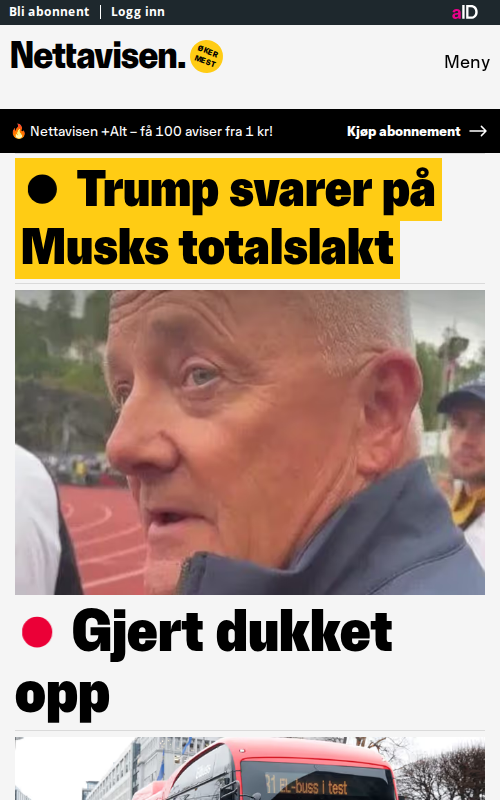 Bli abonnent | Logg inn
aID
Nettavisen.
ØKER
MEST
Meny
Nettavisen +Alt – få 100 aviser fra 1 kr!
Kjøp abonnement
Trump svarer på
Musks totalslakt
Gjert dukket
opp
31 EL-buss i test